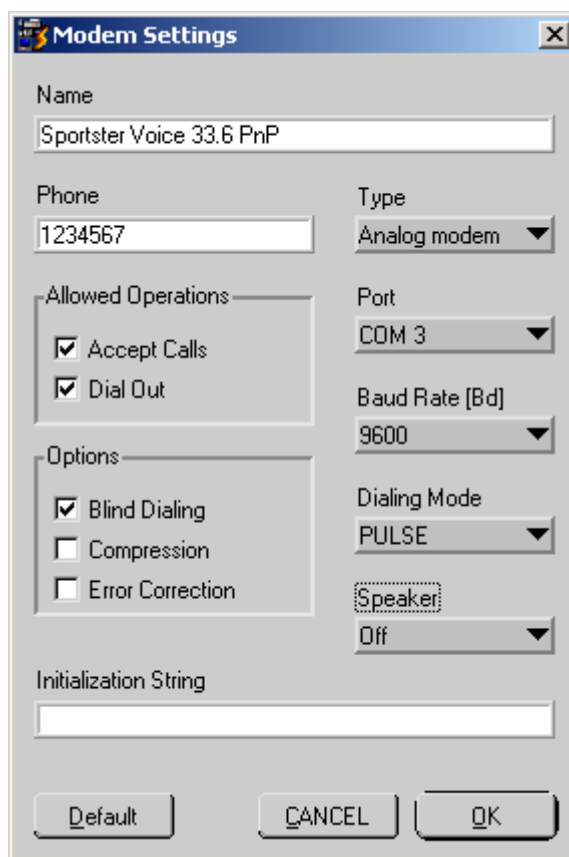 Modem Settings
Name
Sportster Voice 33.6 PnP
Phone
1234567
Type
Analog modem
Allowed Operations
Accept Calls
Dial Out
Port
COM 3
Baud Rate [Bd]
9600
Options
Blind Dialing
Compression
Error Correction
Dialing Mode
PULSE
Speaker
Off
Initialization String
Default
CANCEL
OK